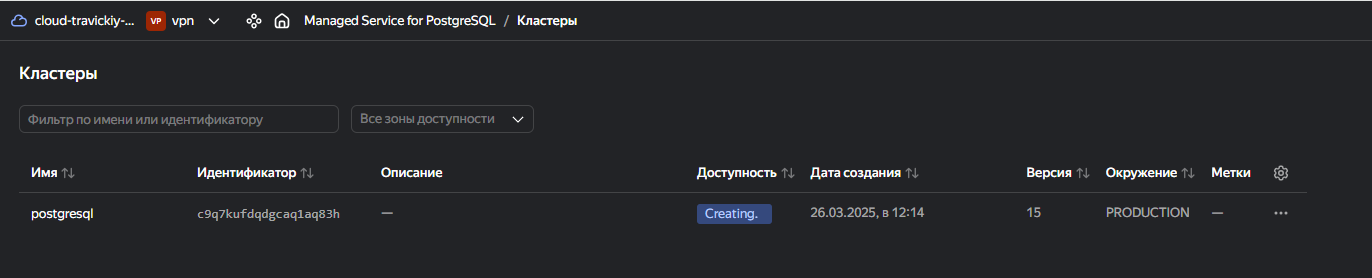 cloud-travickiy-... VP vpn Managed Service for PostgreSQL / Кластеры
Кластеры
Фильтр по имени или идентификатору Все зоны доступности
Имя Идентификатор Описание Доступность Дата создания Версия Окружение Метки
postgresql c9q7kufdqdgcaq1aq83h — Creating. 26.03.2025, в 12:14 15 PRODUCTION —